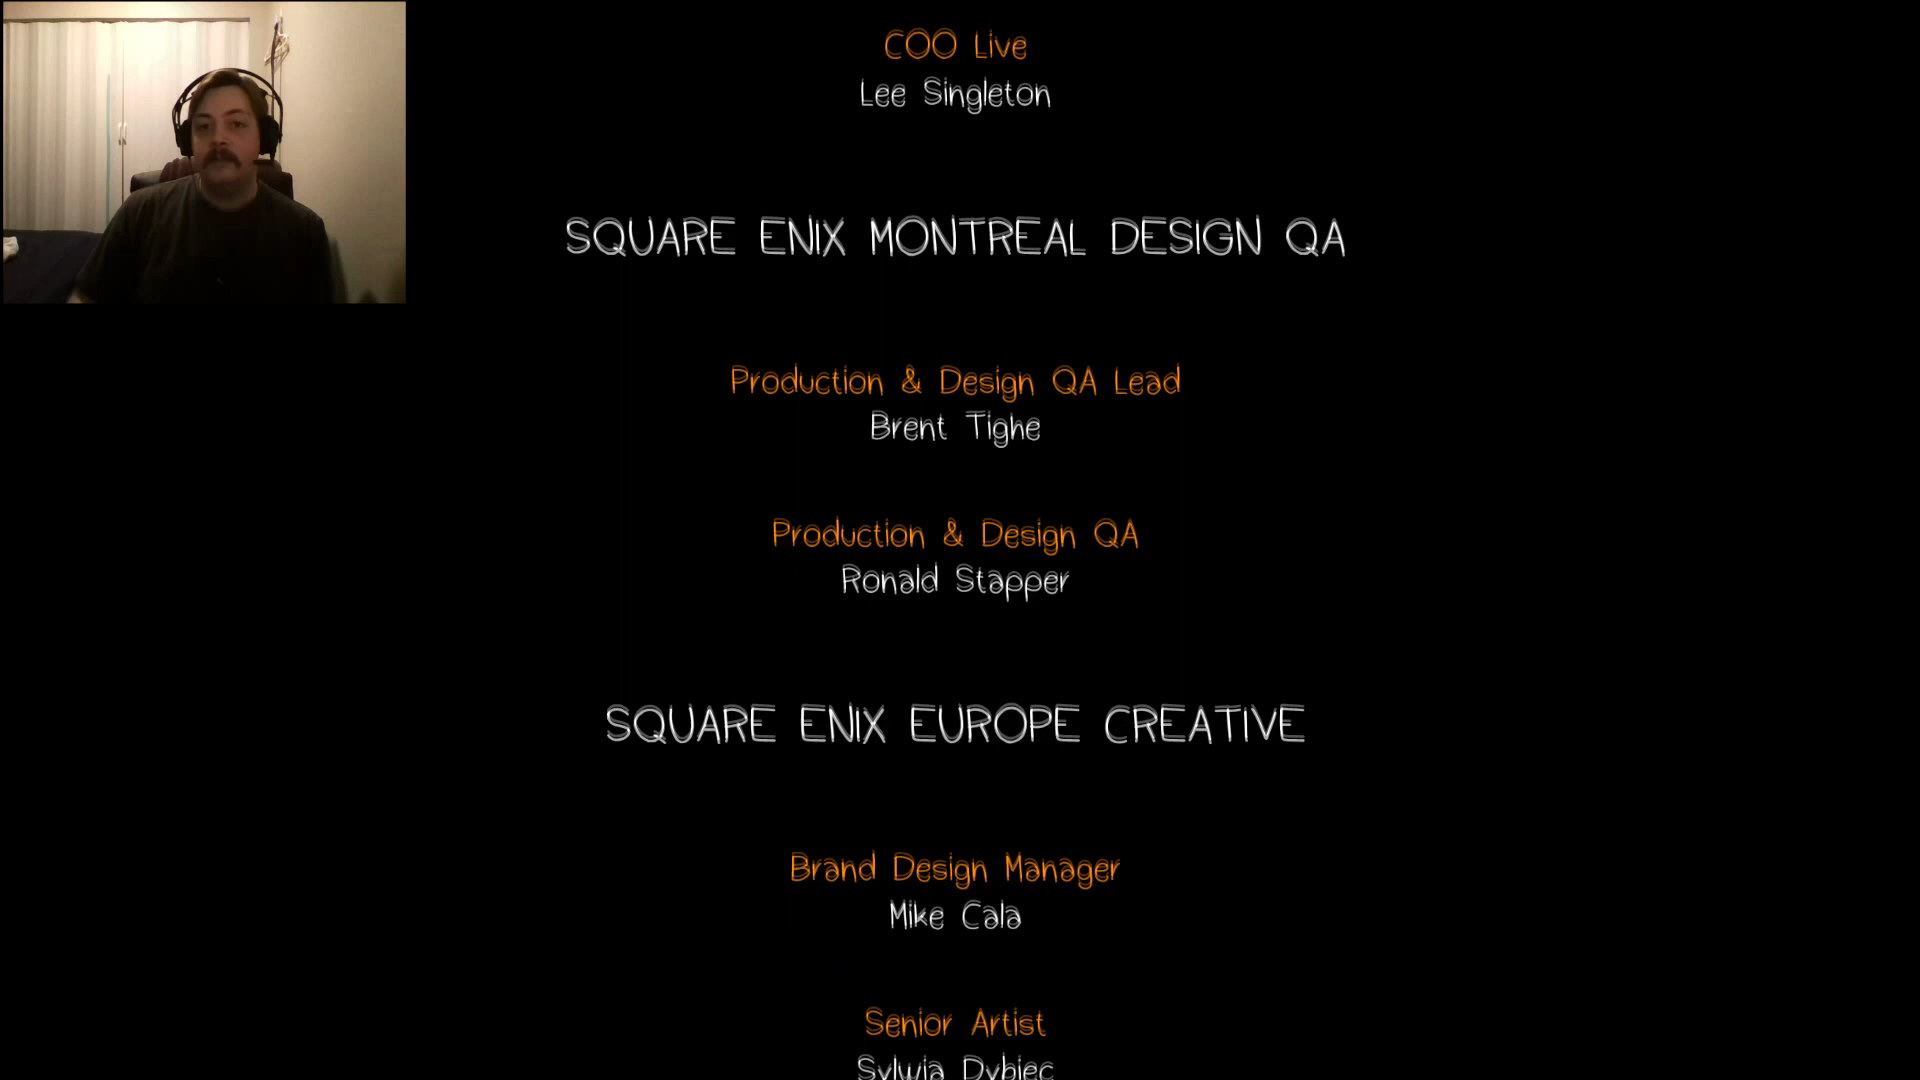 COO Live
Lee Singleton
SQUARE ENIX MONTREAL DESIGN QA
Production & Design QA Lead
Brent Tighe
Production & Design QA
Ronald Stapper
SQUARE ENIX EUROPE CREATIVE
Brand Design Manager
Mike Cala
Senior Artist
Sylwia Dybiec